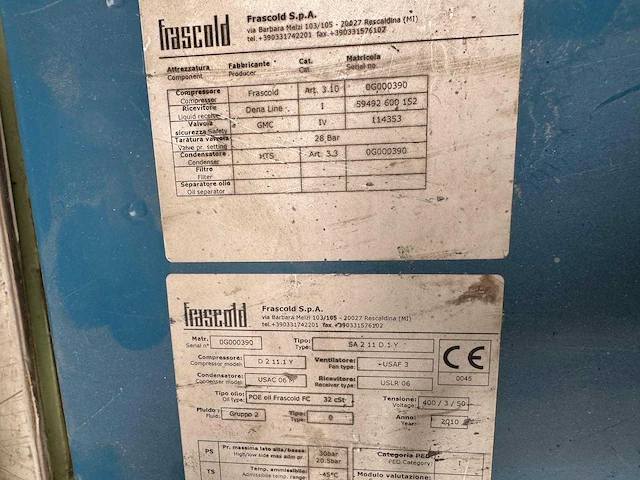 frascold
Frascold S.p.A.
via Barbara Melzi 103/105 - 20027 Rescaldina (MI)
tel.+390331742201 fax.+390331576102
Attrezzatura Fabbricante Cat. Matricola
Component Producer Cat. Serial no.
Compressore Frascold Art. 3.10 0G000390
Compressor
Ricevitore Dena Line I 59492 600 152
Liquid receiver
Valvola GMC IV 114353
sicurezza Safety
Taratura valvola 28 Bar
Valve pr. setting
Condensatore HTS Art. 3.3 0G000390
Condenser
Filtro
Filter
Separatore olio
Oil separator
frascold
Frascold S.p.A.
via Barbara Melzi 103/105 - 20027 Rescaldina (MI)
tel.+390331742201 fax.+390331576102
Matr. 0G000390 Tipo: SA 2 11 D.1 Y
Serial n° Type:
Compressore: D 2 11.1 Y Ventilatore: USAF 3 CE
Compressor model Fan type:
Condensatore: USAC 06 Ricevitore: USLR 06 0045
Condenser model Receiver type:
Tipo olio: POE oil Frascold FC 32 cSt Tensione: 400 / 3 / 50
Oil type: Voltage:
Fluido: Gruppo 2 Tipo: 0 Anno: 2010
Fluid: Type: Year:
PS Pr. massima lato alta/bassa: 30bar Categoria PED
High/low side max allm pr.: 20.5bar PED Category:
TS Temp. ammissibile: -45°C Modulo valutazione:
Admissible temp.